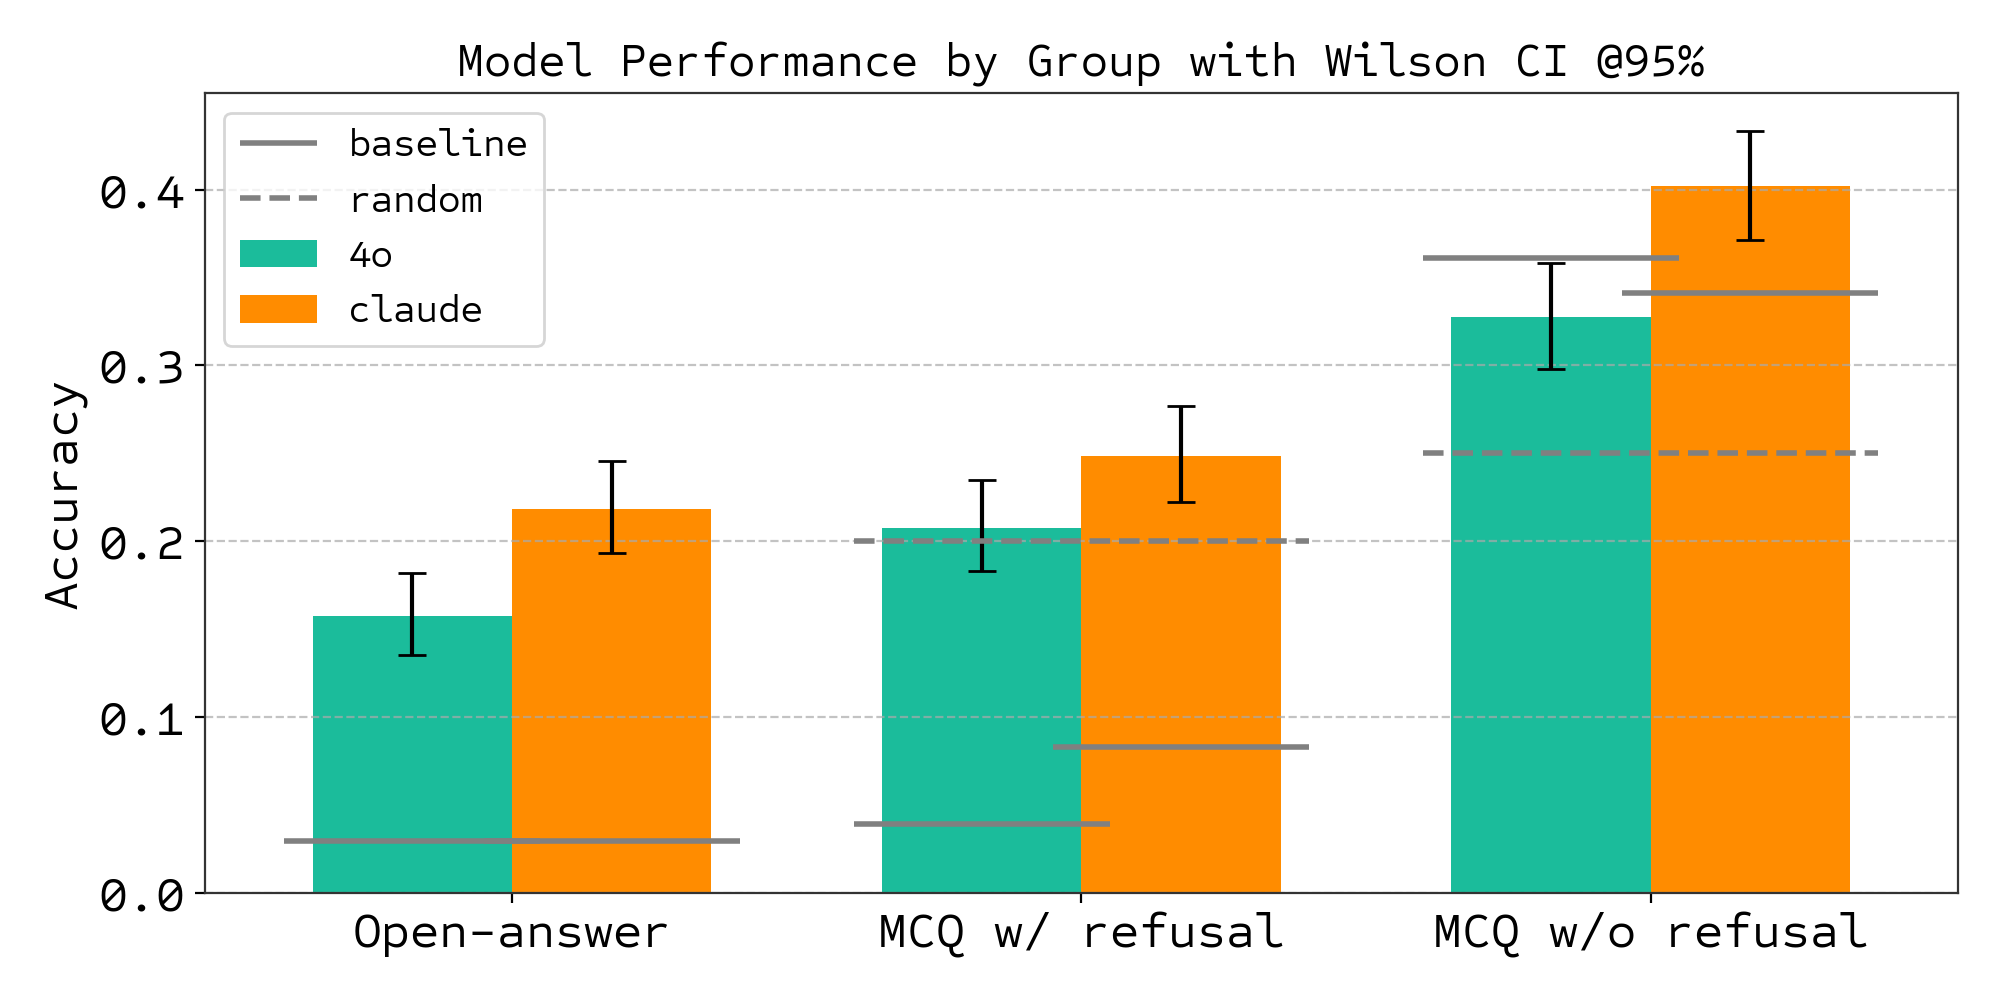 Model Performance by Group with Wilson CI @95%
baseline
random
4o
claude
Accuracy
0.4
0.3
0.2
0.1
0.0
Open-answer
MCQ w/ refusal
MCQ w/o refusal